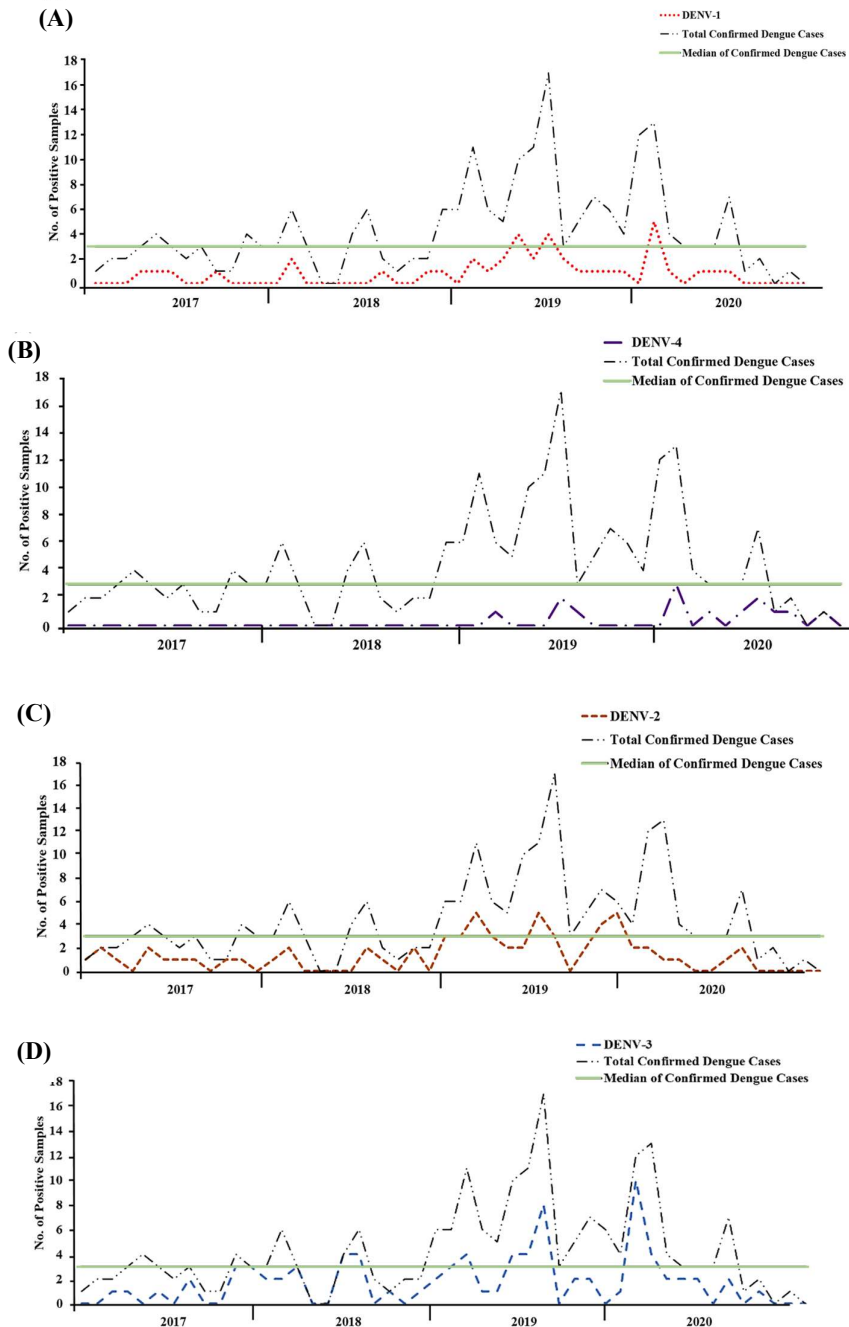 (A)
DENV-1
Total Confirmed Dengue Cases
Median of Confirmed Dengue Cases
No. of Positive Samples
18
16
14
12
10
8
6
4
2
0
2017 2018 2019 2020
(B)
DENV-4
Total Confirmed Dengue Cases
Median of Confirmed Dengue Cases
No. of Positive Samples
18
16
14
12
10
8
6
4
2
0
2017 2018 2019 2020
(C)
DENV-2
Total Confirmed Dengue Cases
Median of Confirmed Dengue Cases
No. of Positive Samples
18
16
14
12
10
8
6
4
2
0
2017 2018 2019 2020
(D)
DENV-3
Total Confirmed Dengue Cases
Median of Confirmed Dengue Cases
No. of Positive Samples
18
16
14
12
10
8
6
4
2
0
2017 2018 2019 2020